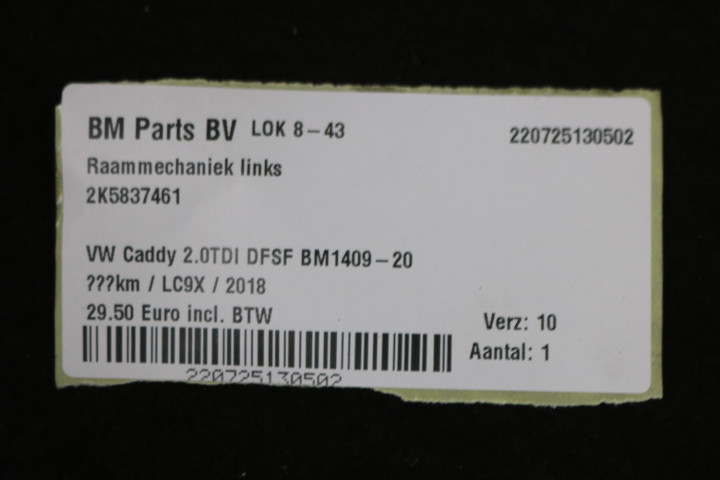 BM Parts BV LOK 8-43 220725130502
Raammechaniek links
2K5837461
VW Caddy 2.0TDI DFSF BM1409-20
???km / LC9X / 2018
29.50 Euro incl. BTW
Verz: 10
Aantal: 1
220725130502